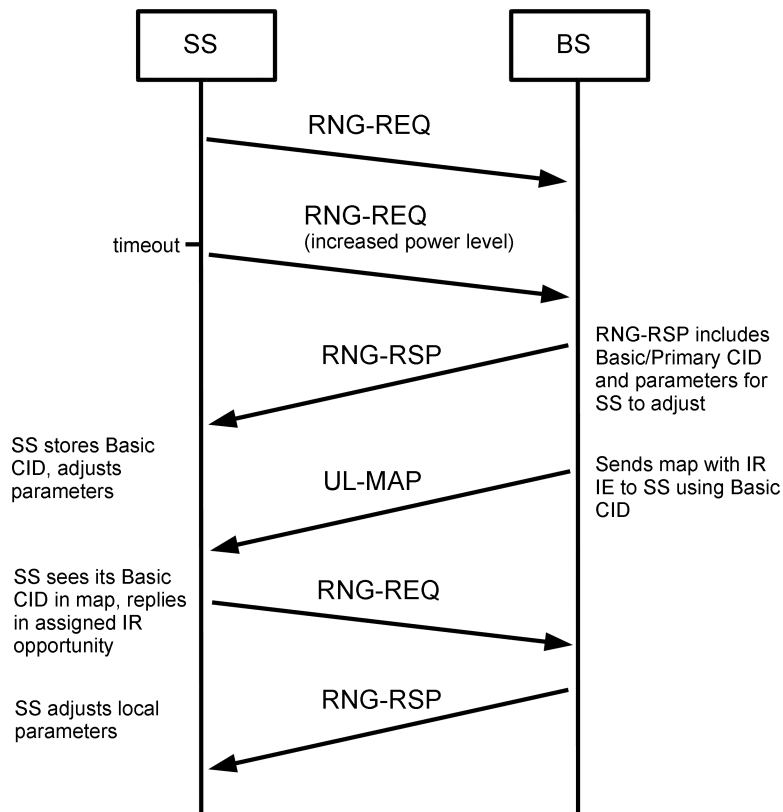 SS
BS
RNG-REQ
RNG-REQ
(increased power level)
timeout
RNG-RSP
RNG-RSP includes
Basic/Primary CID
and parameters for
SS to adjust
SS stores Basic
CID, adjusts
parameters
UL-MAP
Sends map with IR
IE to SS using Basic
CID
SS sees its Basic
CID in map, replies
in assigned IR
opportunity
RNG-REQ
RNG-RSP
SS adjusts local
parameters